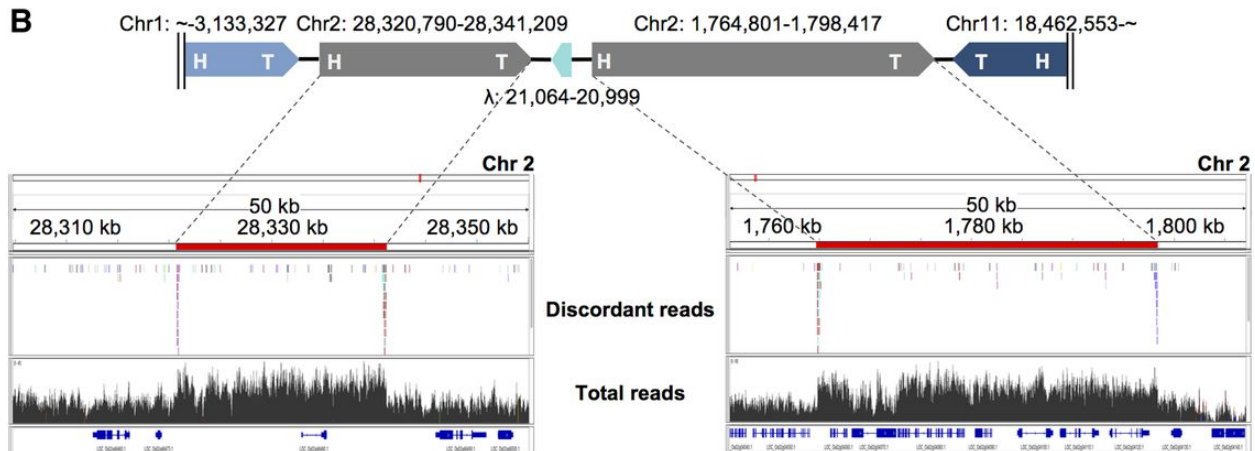 B
Chr1: ~-3,133,327 Chr2: 28,320,790-28,341,209 Chr2: 1,764,801-1,798,417 Chr11: 18,462,553-~
H T H T H T T H
λ: 21,064-20,999
Chr 2 Chr 2
50 kb 50 kb
28,310 kb 28,330 kb 28,350 kb 1,760 kb 1,780 kb 1,800 kb
Discordant reads
Total reads